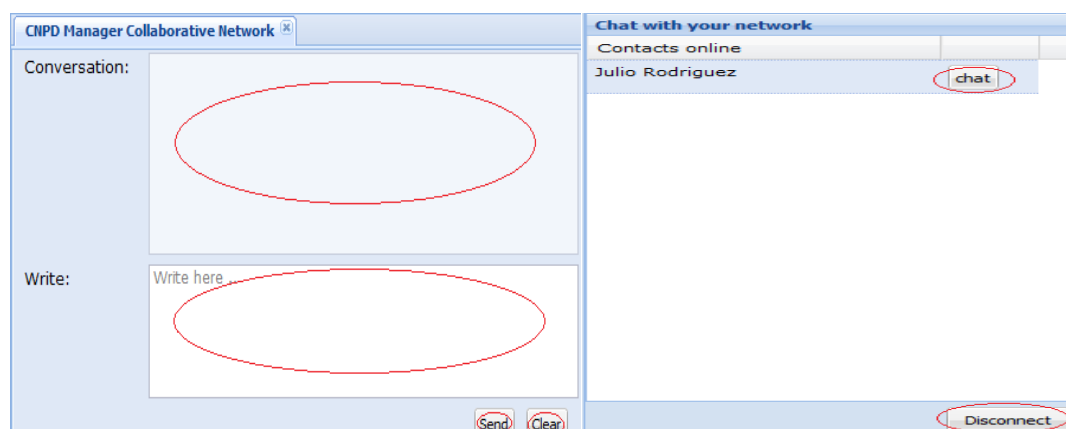 CNPD Manager Collaborative Network
Conversation:
Write:
Write here ...
Send Clear
Chat with your network
Contacts online
Julio Rodriguez chat
Disconnect